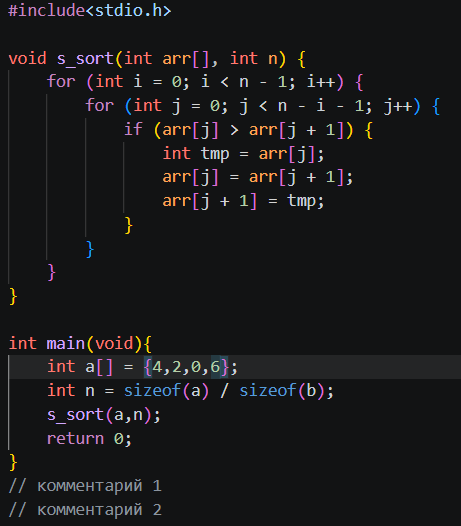 #include<stdio.h>
void s_sort(int arr[], int n) {
for (int i = 0; i < n - 1; i++) {
for (int j = 0; j < n - i - 1; j++) {
if (arr[j] > arr[j + 1]) {
int tmp = arr[j];
arr[j] = arr[j + 1];
arr[j + 1] = tmp;
}
}
}
}
int main(void){
int a[] = {4,2,0,6};
int n = sizeof(a) / sizeof(b);
s_sort(a,n);
return 0;
}
// комментарий 1
// комментарий 2